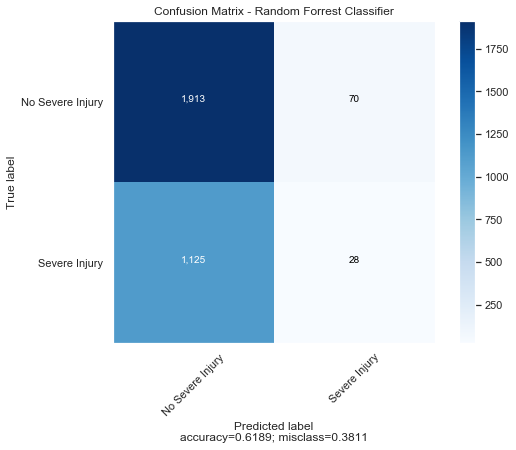 Confusion Matrix - Random Forrest Classifier
No Severe Injury
Severe Injury
True label
1,913
70
1,125
28
No Severe Injury
Severe Injury
Predicted label
accuracy=0.6189; misclass=0.3811
1750
1500
1250
1000
750
500
250